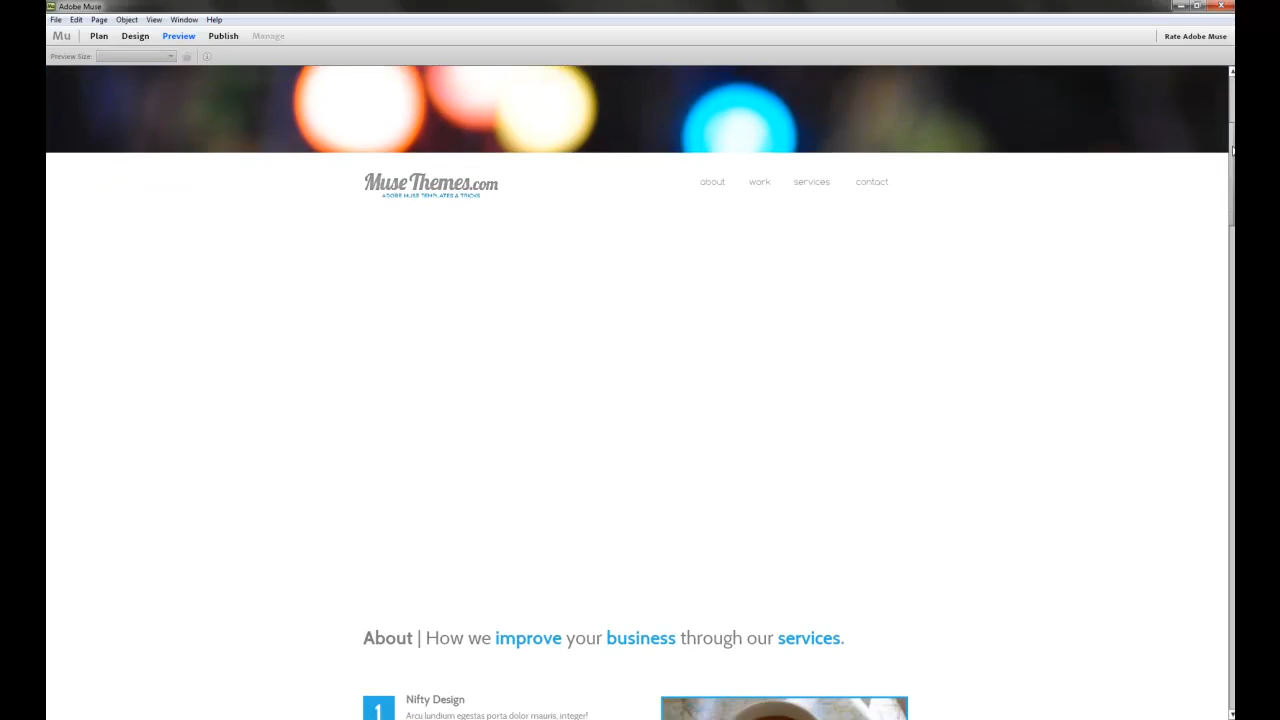 Mu Adobe Muse
File Edit Page Object View Window Help
Mu Plan Design Preview Publish Manage Rate Adobe Muse
Preview Size:
MuseThemes.com
ADOBE MUSE TEMPLATES & TRICKS
about work services contact
About | How we improve your business through our services.
1 Nifty Design
Arcu lundium egestas porta dolor mauris, integer!